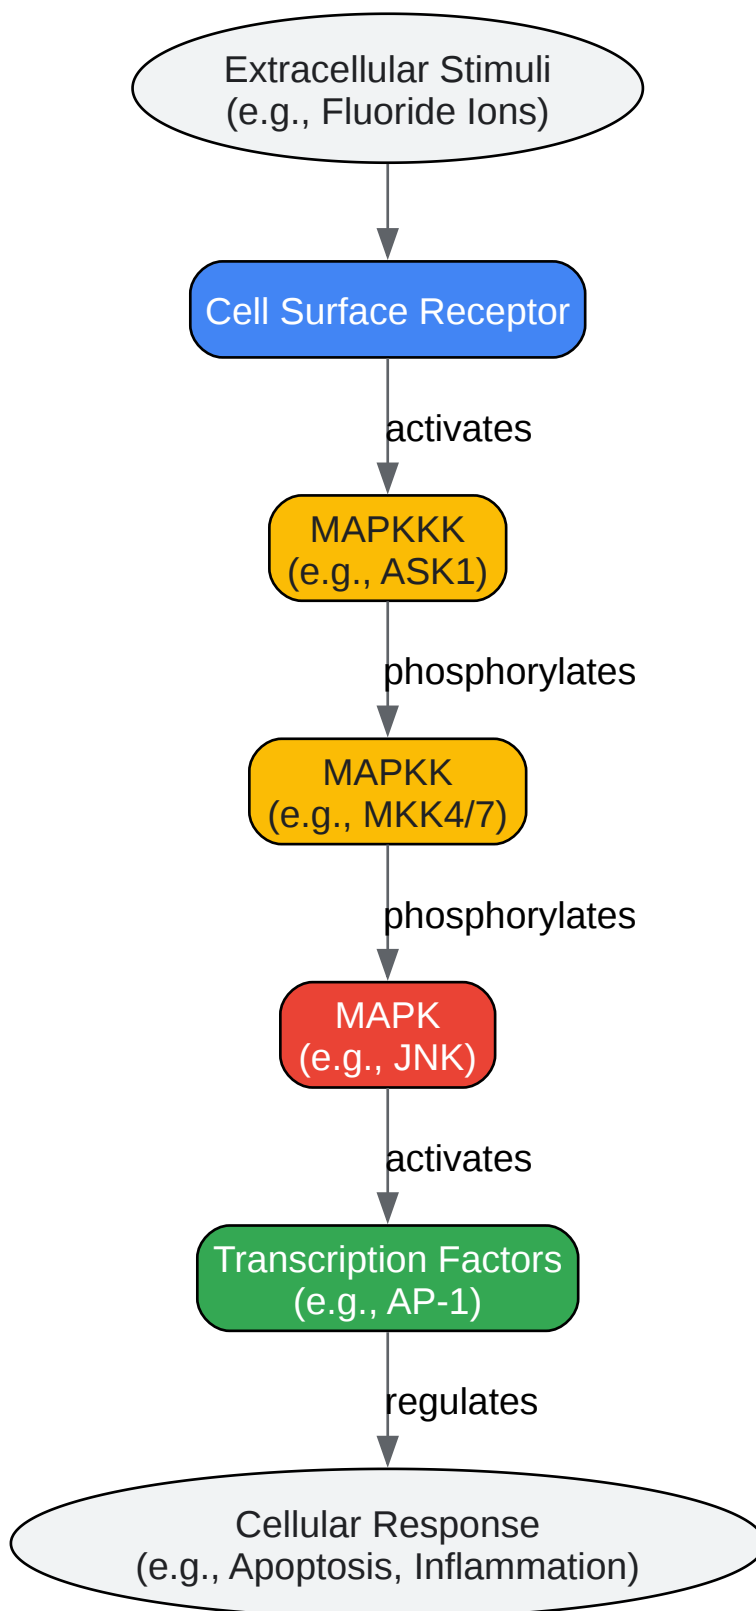 Extracellular Stimuli
(e.g., Fluoride Ions)
Cell Surface Receptor
activates
MAPKKK
(e.g., ASK1)
phosphorylates
MAPKK
(e.g., MKK4/7)
phosphorylates
MAPK
(e.g., JNK)
activates
Transcription Factors
(e.g., AP-1)
regulates
Cellular Response
(e.g., Apoptosis, Inflammation)